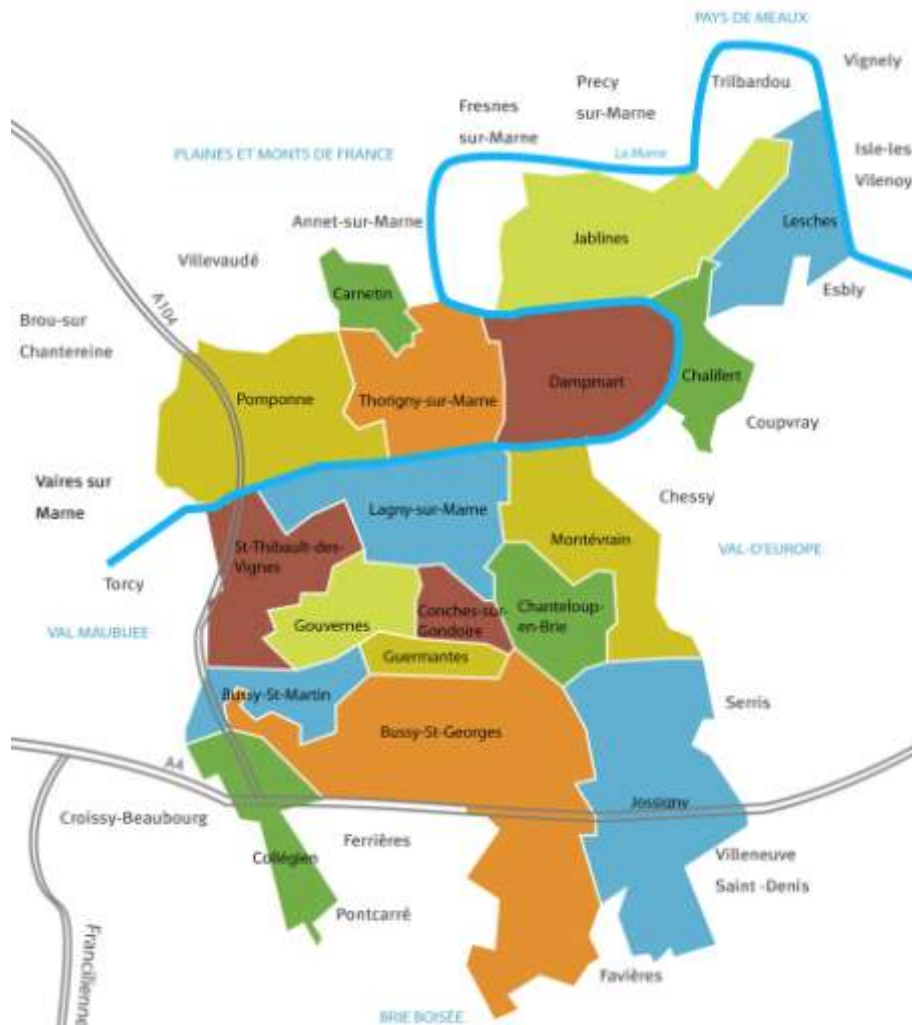 PAYS DE MEAUX
Vignely
Trilbardou
Precy
sur-Marne
Fresnes
sur-Marne
La Marne
Isle-les
Vilenoy
PLAINES ET MONTS DE FRANCE
Annet-sur-Marne
Lesches
Jablines
Villevaudé
Carnetin
Esbly
A104
Brou-sur
Chantereine
Pomponne
Thorigny-sur-Marne
Dampmart
Chalifert
Coupvray
Vaires sur
Marne
Lagny-sur-Marne
Chessy
Montévrain
St-Thibault-des-
Vignes
VAL-D'EUROPE
Torcy
Gouvernes
Conches-sur-
Gondoire
Chanteloup-
en-Brie
VAL MAUBUEE
Guermantes
Bussy-St-Martin
Serris
Bussy-St-Georges
A4
Jossigny
Croissy-Beaubourg
Ferrières
Collégien
Villeneuve
Saint -Denis
Pontcarré
Francilienne
Favières
BRIE BOISÉE